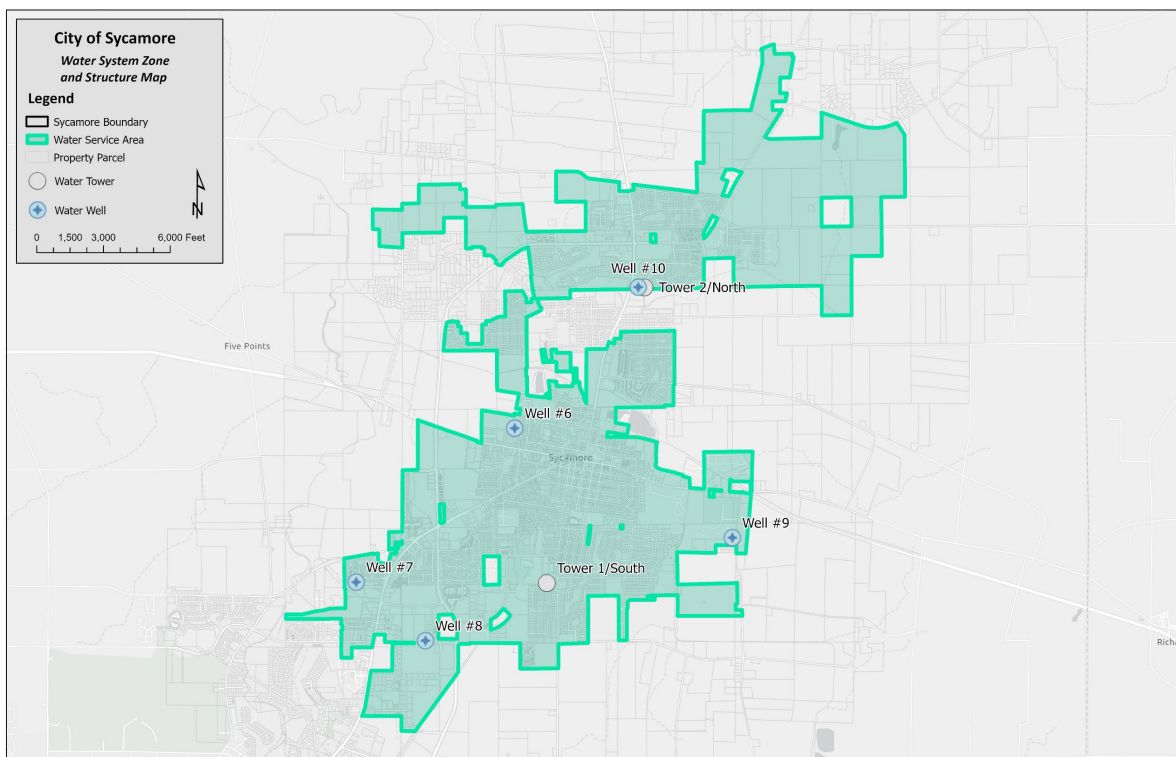 City of Sycamore
Water System Zone
and Structure Map
Legend
Sycamore Boundary
Water Service Area
Property Parcel
Water Tower
Water Well
N
0 1,500 3,000 6,000 Feet
Well #10
Tower 2/North
Five Points
Well #6
Sycamore
Well #9
Well #7
Tower 1/South
Well #8
Richa